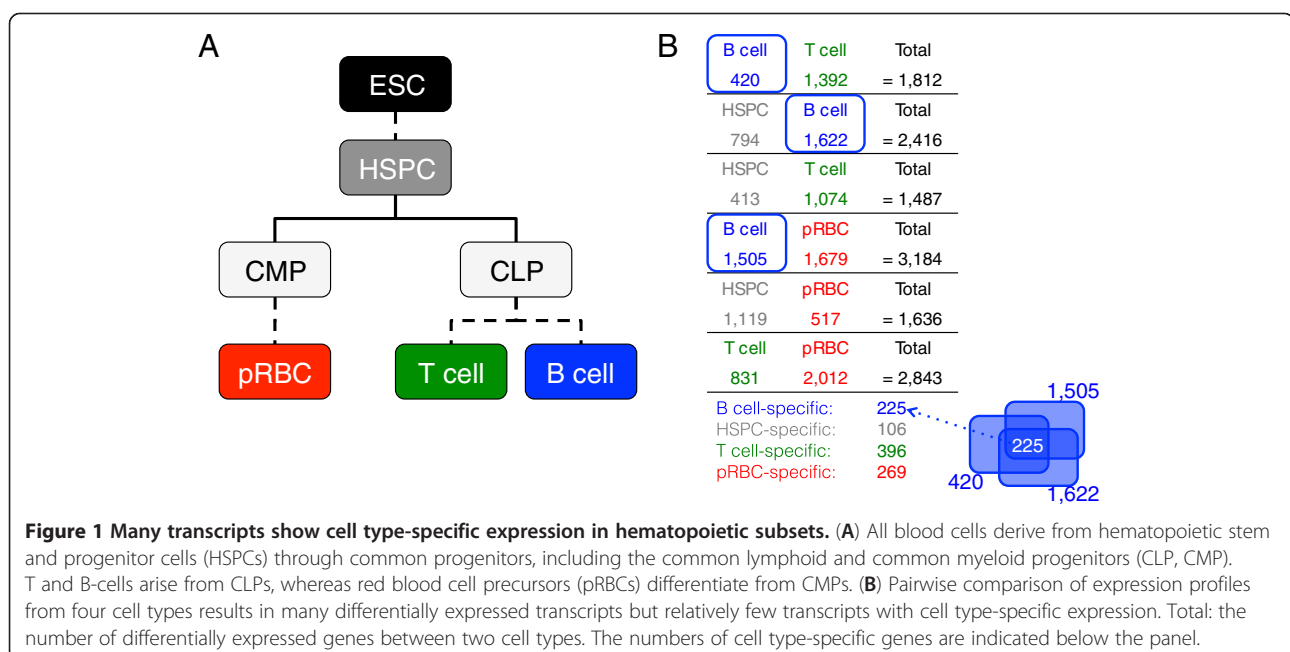 A
ESC
HSPC
CMP CLP
pRBC T cell B cell
B
B cell T cell Total
420 1,392 = 1,812
HSPC B cell Total
794 1,622 = 2,416
HSPC T cell Total
413 1,074 = 1,487
B cell pRBC Total
1,505 1,679 = 3,184
HSPC pRBC Total
1,119 517 = 1,636
T cell pRBC Total
831 2,012 = 2,843
B cell-specific: 225
HSPC-specific: 106
T cell-specific: 396
pRBC-specific: 269
1,505
225
420
1,622
Figure 1 Many transcripts show cell type-specific expression in hematopoietic subsets. (A) All blood cells derive from hematopoietic stem
and progenitor cells (HSPCs) through common progenitors, including the common lymphoid and common myeloid progenitors (CLP, CMP).
T and B-cells arise from CLPs, whereas red blood cell precursors (pRBCs) differentiate from CMPs. (B) Pairwise comparison of expression profiles
from four cell types results in many differentially expressed transcripts but relatively few transcripts with cell type-specific expression. Total: the
number of differentially expressed genes between two cell types. The numbers of cell type-specific genes are indicated below the panel.